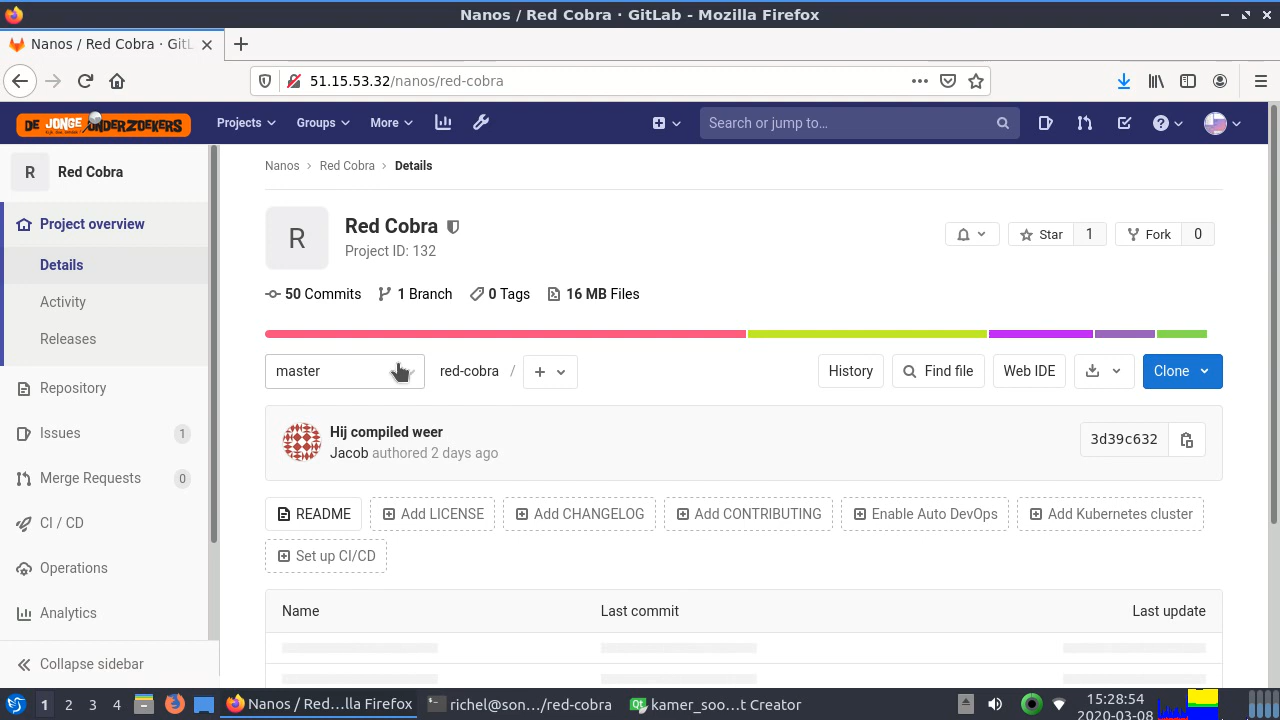 Nanos / Red Cobra · GitLab - Mozilla Firefox
Nanos / Red Cobra · GitL
51.15.53.32/nanos/red-cobra
DE JONGE ONDERZOEKERS
Projects
Groups
More
Search or jump to...
R
Red Cobra
Project overview
Details
Activity
Releases
Repository
Issues
1
Merge Requests
0
CI / CD
Operations
Analytics
Collapse sidebar
Nanos > Red Cobra > Details
R
Red Cobra
Project ID: 132
Star 1
Fork 0
50 Commits
1 Branch
0 Tags
16 MB Files
master
red-cobra /
+
History
Find file
Web IDE
Clone
Hij compiled weer
Jacob authored 2 days ago
3d39c632
README
Add LICENSE
Add CHANGELOG
Add CONTRIBUTING
Enable Auto DevOps
Add Kubernetes cluster
Set up CI/CD
Name
Last commit
Last update
1
2
3
4
Nanos / Red...lla Firefox
richel@son.../red-cobra
Qt
kamer_soo...t Creator
15:28:54
2020-03-08